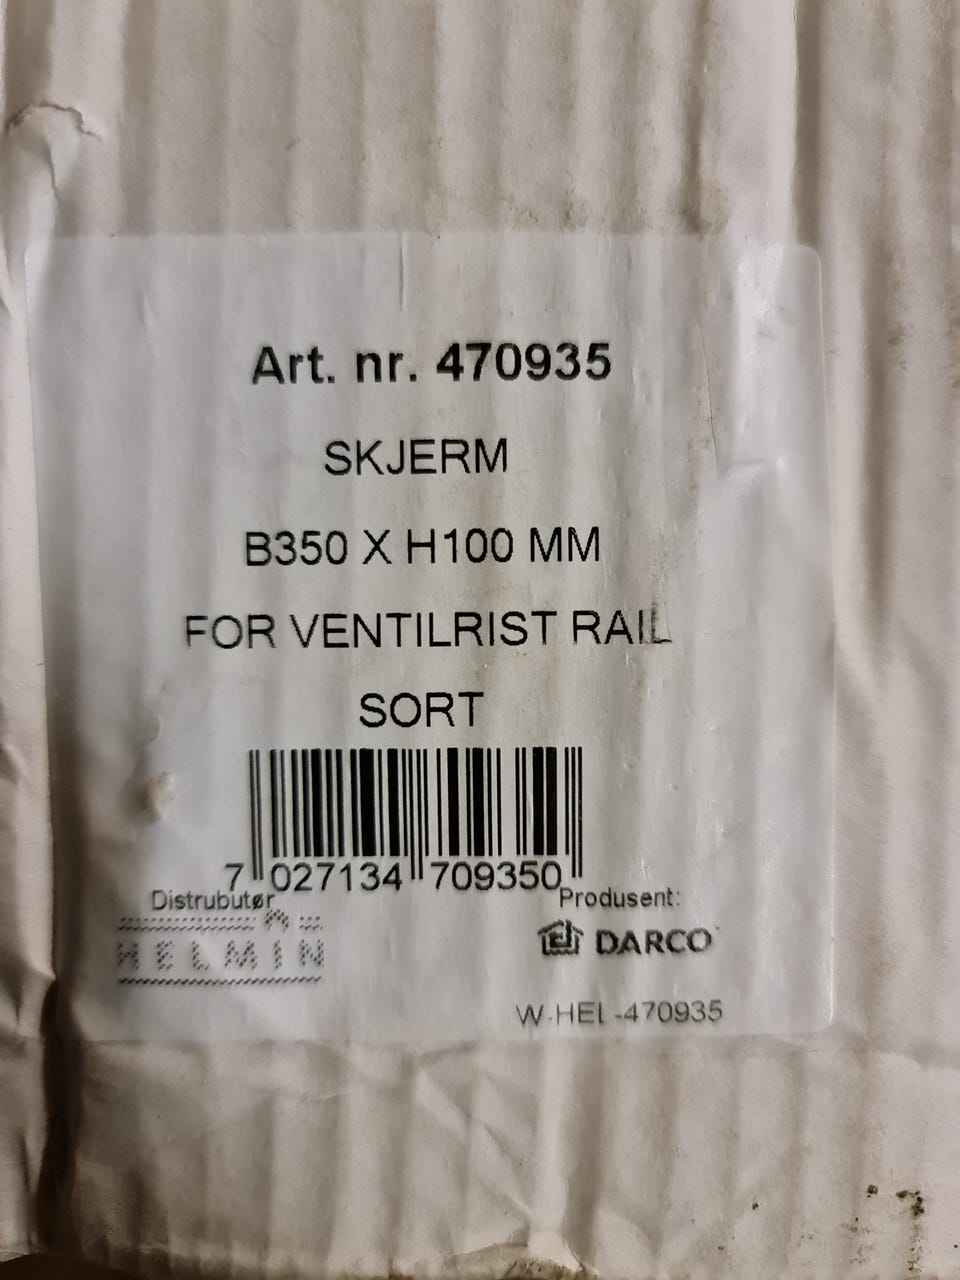 Art. nr. 470935
SKJERM
B350 X H100 MM
FOR VENTILRIST RAIL
SORT
7 027134 709350
Distrubutør
Produsent:
HELMIN
DARCO
W-HEL-470935